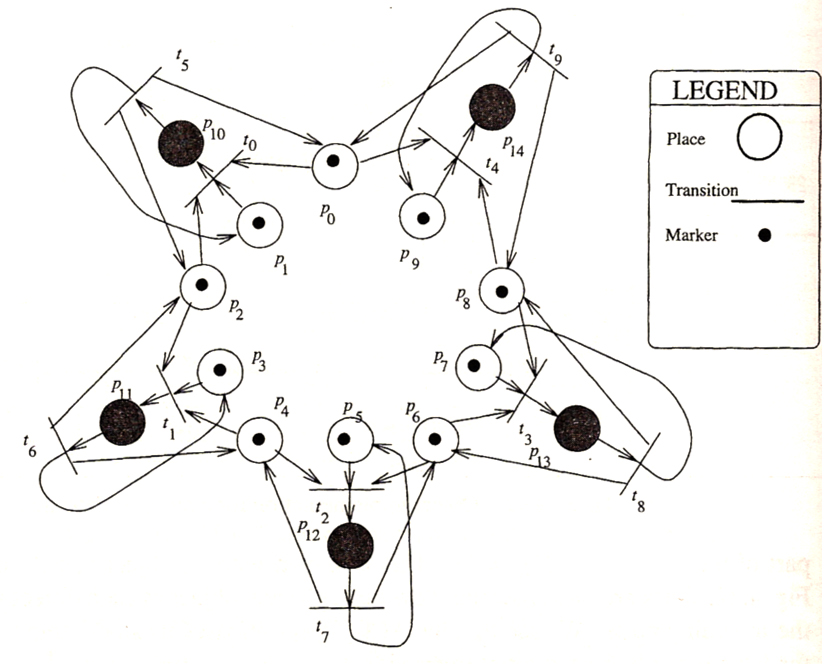 t5
t9
LEGEND
p10
t0
p14
Place
t4
p0
Transition
p1
p9
Marker
p2
p8
p3
p7
p11
p4
p5
p6
t1
t6
t3
p13
t2
p12
t8
t7